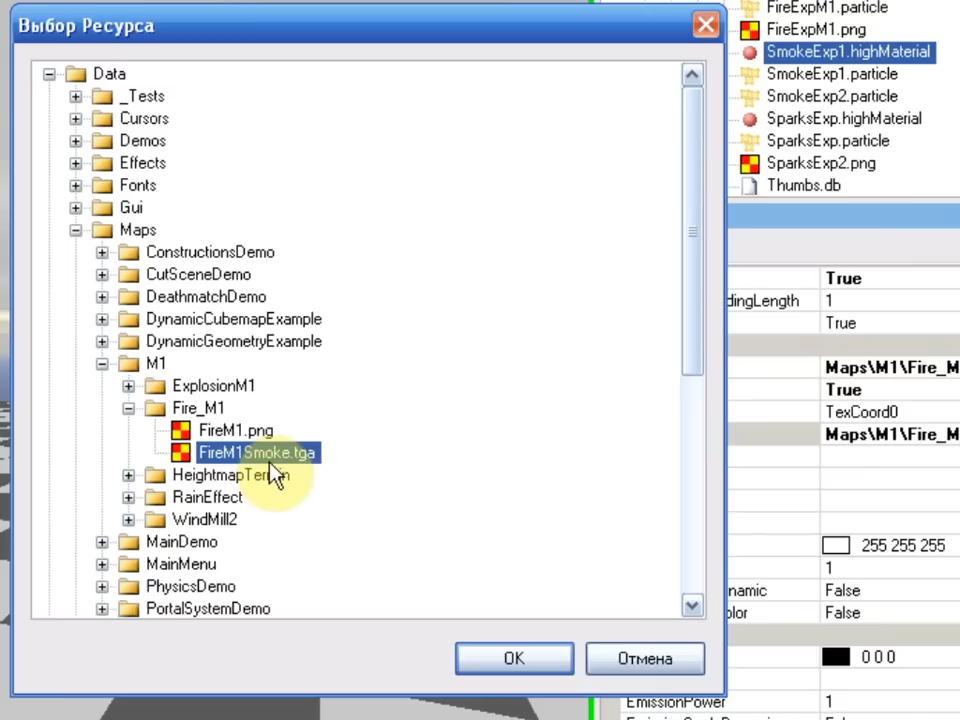 Выбор Ресурса
Data
_Tests
Cursors
Demos
Effects
Fonts
Gui
Maps
ConstructionsDemo
CutSceneDemo
DeathmatchDemo
DynamicCubemapExample
DynamicGeometryExample
M1
ExplosionM1
Fire_M1
FireM1.png
FireM1Smoke.tga
HeightmapTerrain
RainEffect
WindMill2
MainDemo
MainMenu
PhysicsDemo
PortalSystemDemo
OK
Отмена
FireExpM1.particle
FireExpM1.png
SmokeExp1.highMaterial
SmokeExp1.particle
SmokeExp2.particle
SparksExp.highMaterial
SparksExp.particle
SparksExp2.png
Thumbs.db
True
dingLength 1
True
Maps\M1\Fire_M
True
TexCoord0
Maps\M1\Fire_M
255 255 255
1
namic False
olor False
0 0 0
EmissionPower 1